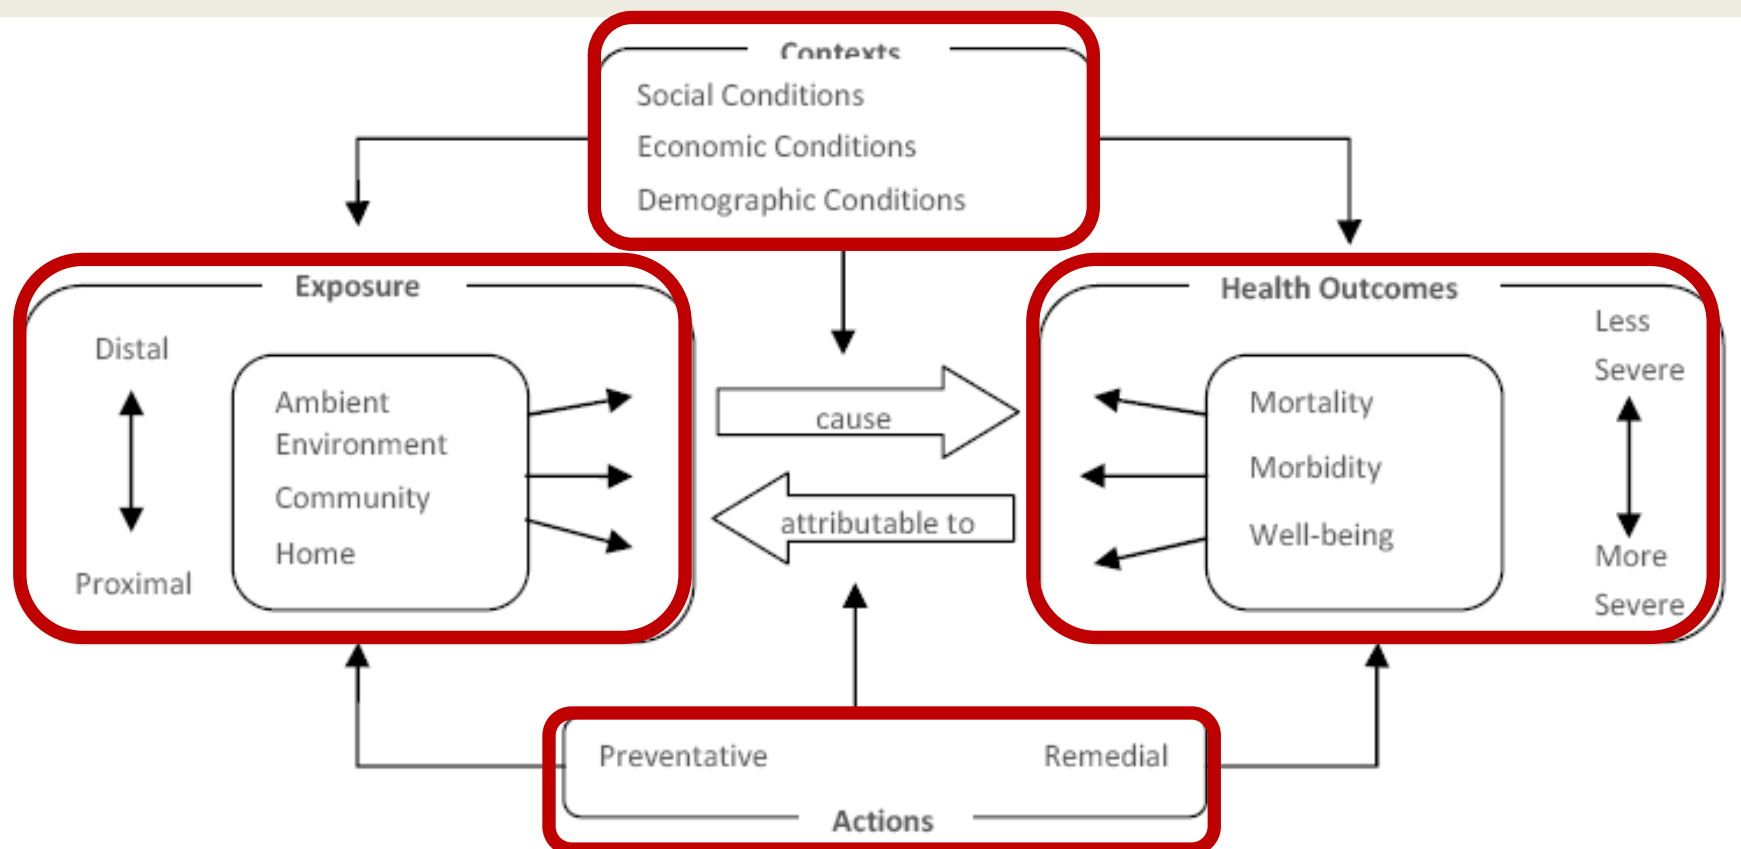 Contexts
Social Conditions
Economic Conditions
Demographic Conditions
Exposure
Distal
Proximal
Ambient
Environment
Community
Home
cause
attributable to
Health Outcomes
Mortality
Morbidity
Well-being
Less
Severe
More
Severe
Preventative
Remedial
Actions